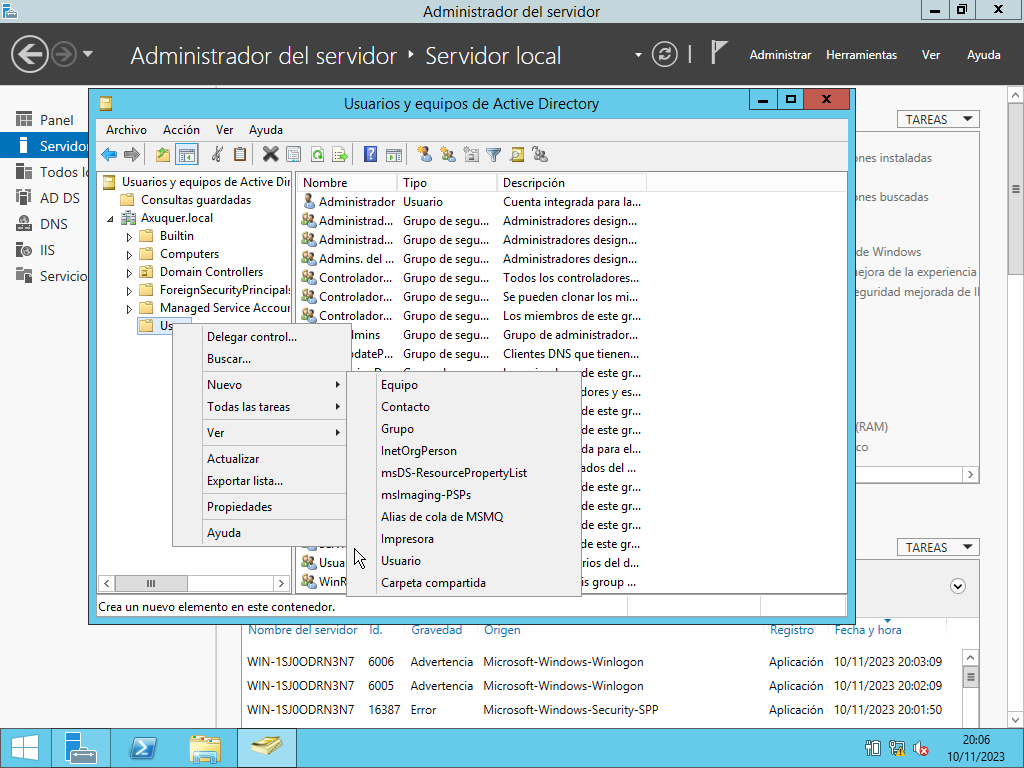 Administrador del servidor
Administrador del servidor
Servidor local
Administrar
Herramientas
Ver
Ayuda
Panel
Servidor
Todos l
AD DS
DNS
IIS
Servicio
TAREAS
ones instaladas
ones buscadas
de Windows
ejora de la experiencia
eguridad mejorada de II
(RAM)
co
TAREAS
Usuarios y equipos de Active Directory
Archivo
Acción
Ver
Ayuda
Usuarios y equipos de Active Dir
Consultas guardadas
Axuquer.local
Builtin
Computers
Domain Controllers
ForeignSecurityPrincipals
Managed Service Accour
Us
Nombre Tipo Descripción
Administrador Usuario Cuenta integrada para la...
Administrad... Grupo de segu... Administradores design...
Administrad... Grupo de segu... Administradores design...
Admins. del ... Grupo de segu... Administradores design...
Controlador... Grupo de segu... Todos los controladores...
Controlador... Grupo de segu... Se pueden clonar los mi...
Controlador... Grupo de segu... Los miembros de este gr...
mins Grupo de segu... Grupo de administrador...
dateP... Grupo de segu... Clientes DNS que tienen...
de este gr...
dores y es...
de este gr...
de este gr...
da para el...
ados del ...
de este gr...
de este gr...
de este gr...
de este gr...
Usua rios del d...
WinR is group ...
Delegar control...
Buscar...
Nuevo
Todas las tareas
Ver
Actualizar
Exportar lista...
Propiedades
Ayuda
Equipo
Contacto
Grupo
InetOrgPerson
msDS-ResourcePropertyList
msImaging-PSPs
Alias de cola de MSMQ
Impresora
Usuario
Carpeta compartida
Crea un nuevo elemento en este contenedor.
Nombre del servidor Id. Gravedad Origen Registro Fecha y hora
WIN-1SJ0ODRN3N7 6006 Advertencia Microsoft-Windows-Winlogon Aplicación 10/11/2023 20:03:09
WIN-1SJ0ODRN3N7 6005 Advertencia Microsoft-Windows-Winlogon Aplicación 10/11/2023 20:02:09
WIN-1SJ0ODRN3N7 16387 Error Microsoft-Windows-Security-SPP Aplicación 10/11/2023 20:01:50
20:06
10/11/2023